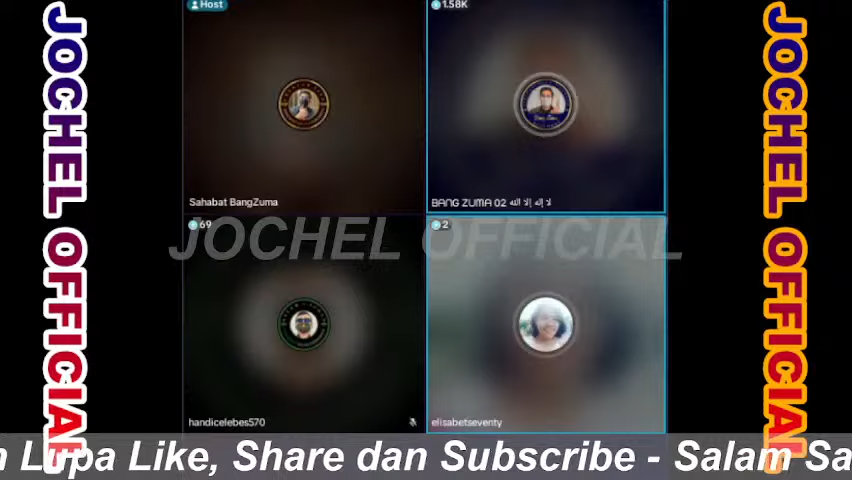 JOCHEL OFFICIAL
JOCHEL OFFICIAL
Host
1.58K
Sahabat BangZuma
BANG ZUMA 02 لا إله إلا الله
JOCHEL OFFICIAL
69
2
handicelebes570
elisabetseventy
Lupa Like, Share dan Subscribe - Salam